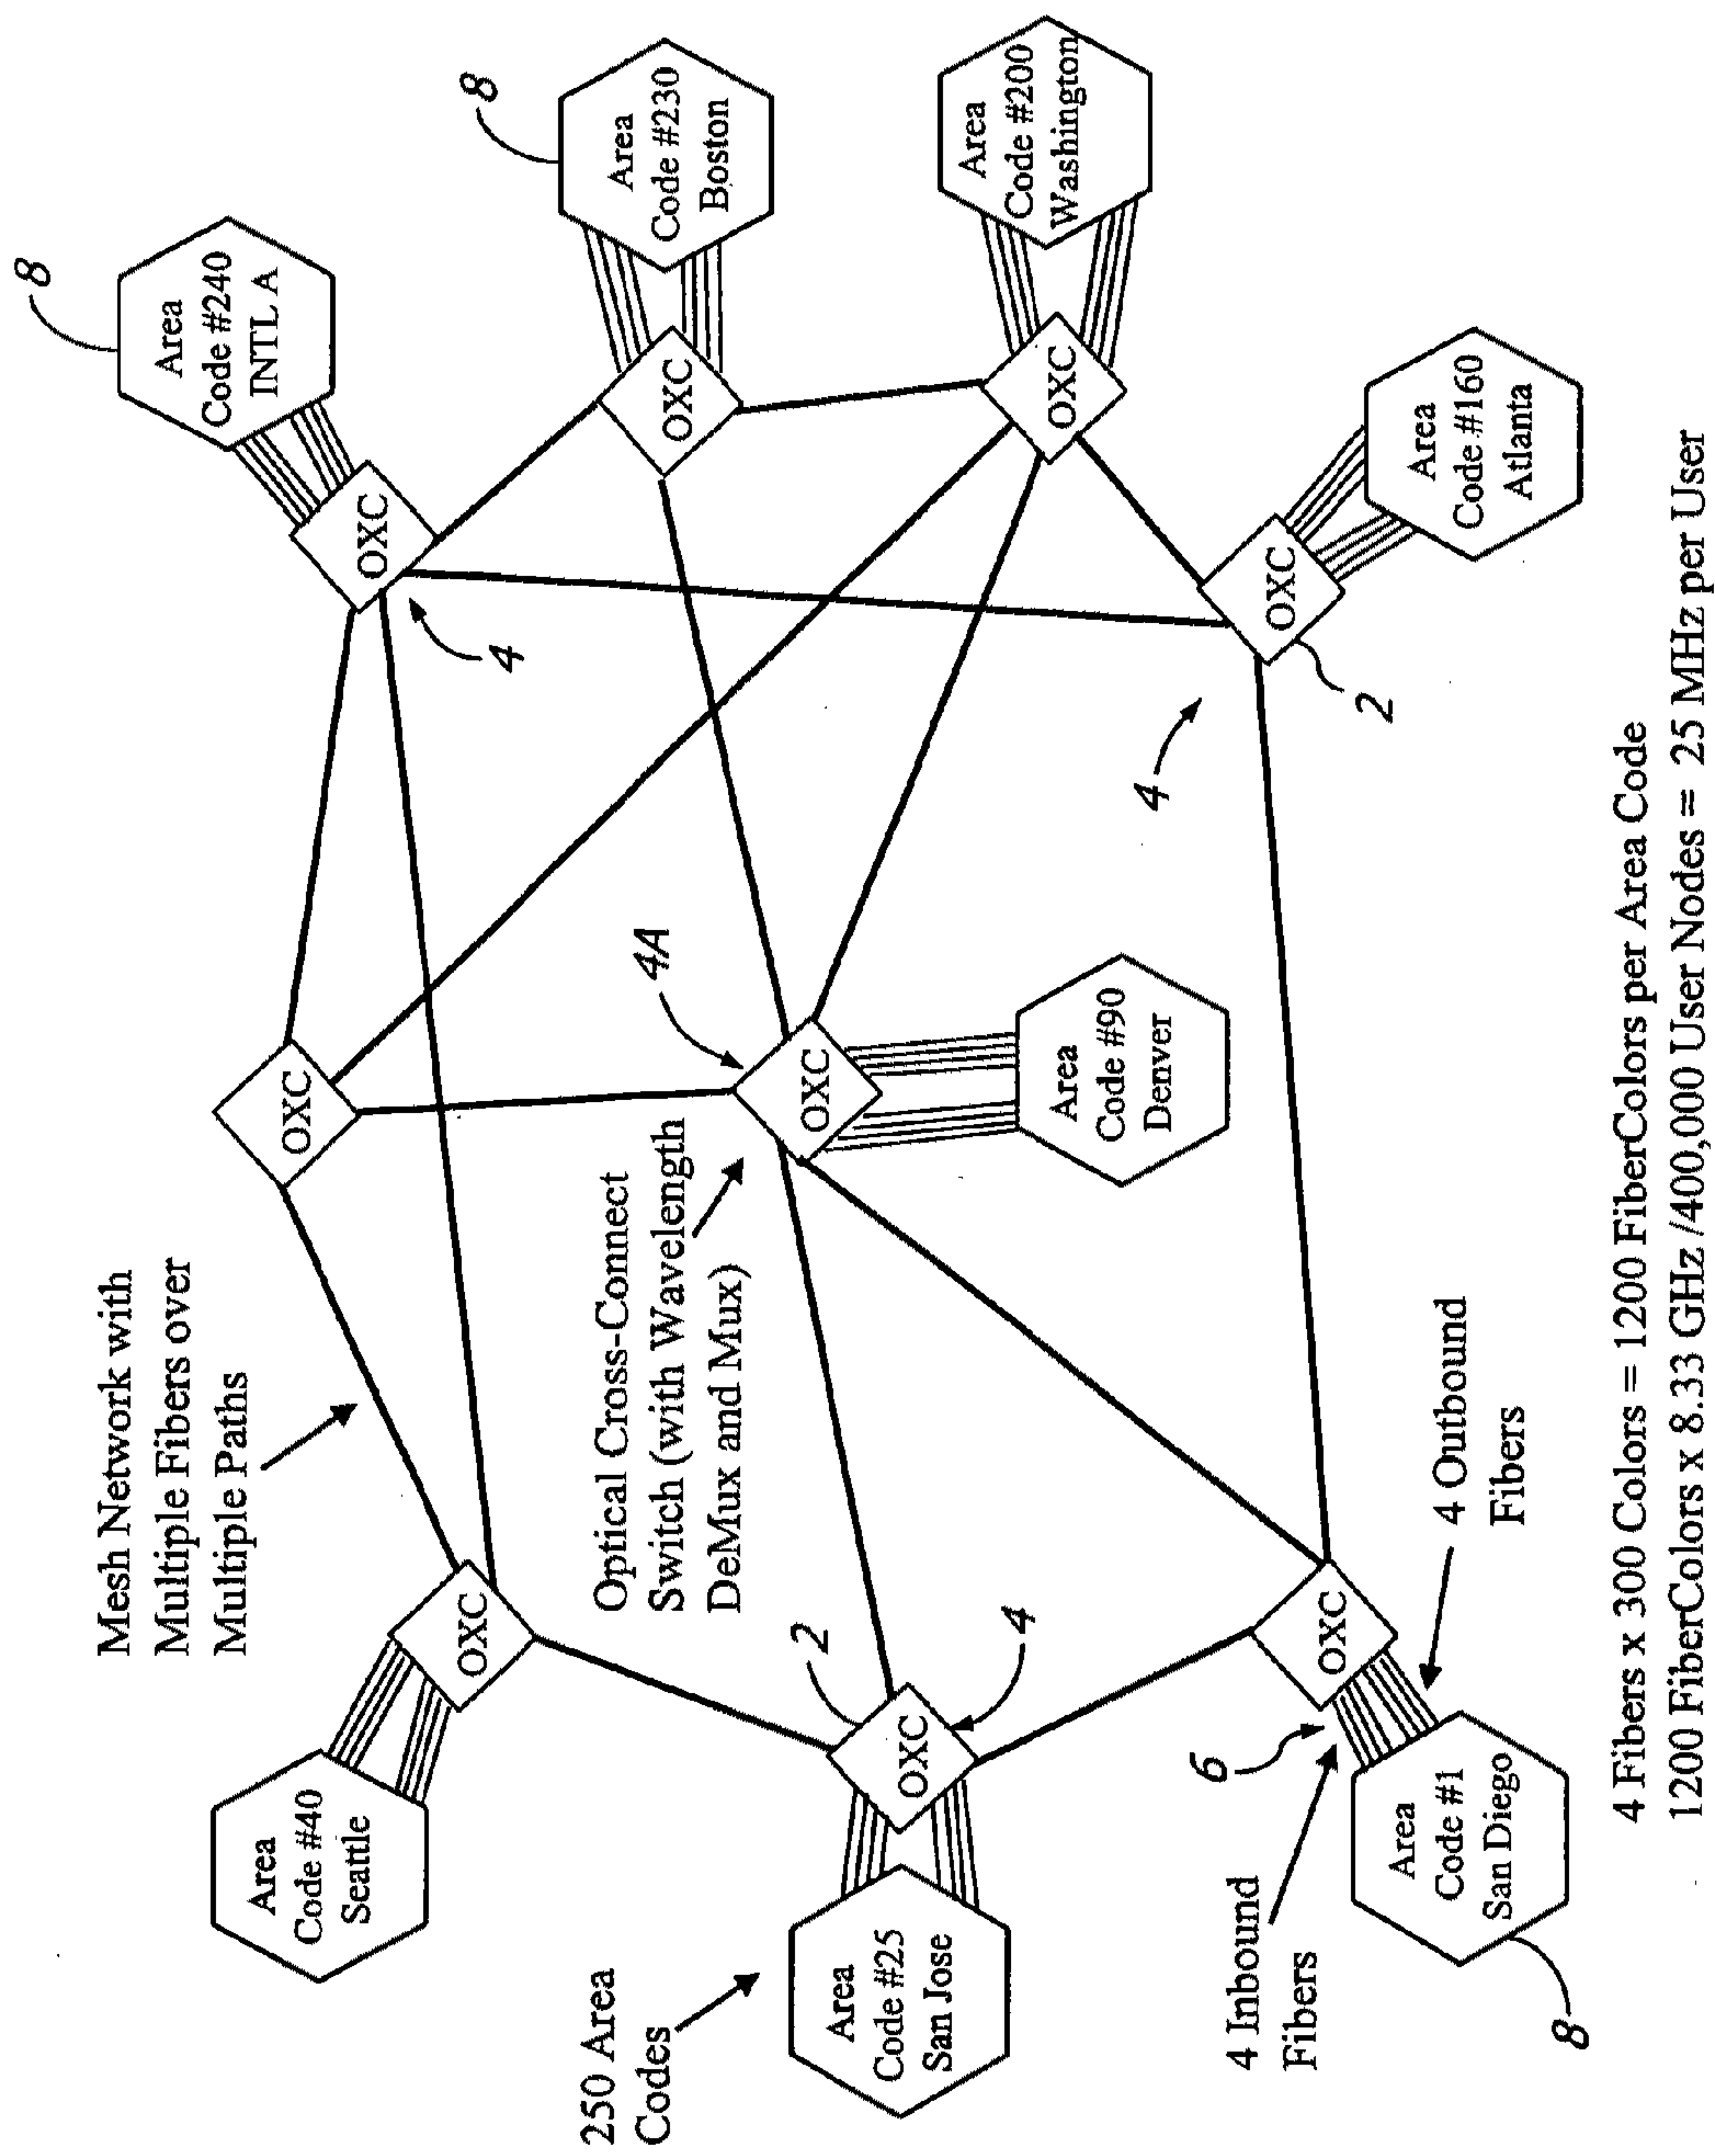 Mesh Network with
Multiple Fibers over
Multiple Paths
8
Area
Code #240
INTL A
Area
Code #40
Seattle
OXC
OXC
OXC
4
8
Area
Code #230
Boston
OXC
250 Area
Codes
Optical Cross-Connect
Switch (with Wavelength
DeMux and Mux)
4A
2
OXC
Area
Code #25
San Jose
OXC
4
Area
Code #200
Washington
OXC
Area
Code #90
Denver
4
6
4 Inbound
Fibers
OXC
OXC
2
Area
Code #1
San Diego
8
4 Outbound
Fibers
Area
Code #160
Atlanta
4 Fibers x 300 Colors = 1200 FiberColors per Area Code
1200 FiberColors x 8.33 GHz /400,000 User Nodes = 25 MHz per User